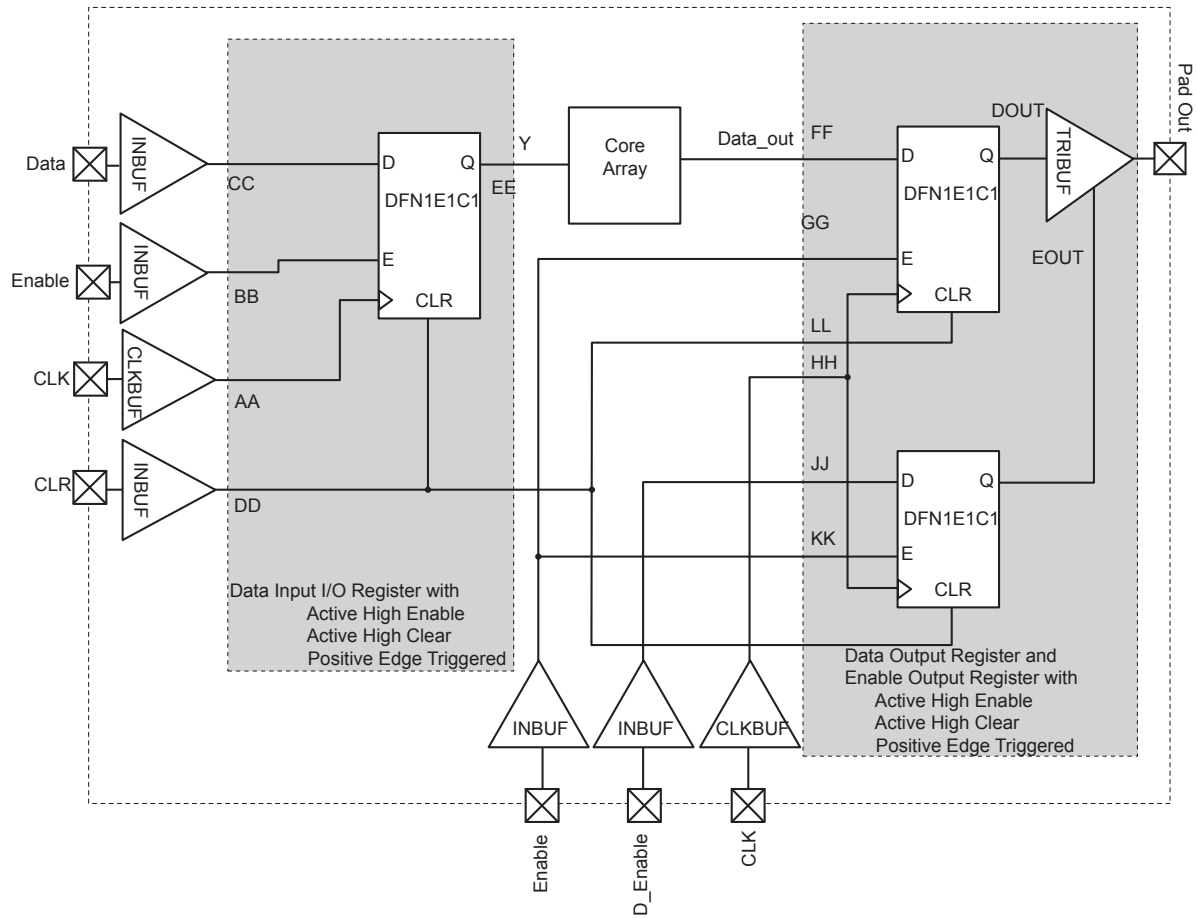 Pad Out
DOUT
TRIBUF
Data
INBUF
CC
D
Q
DFN1E1C1
Y
EE
Core
Array
Data_out
FF
D
Q
DFN1E1C1
GG
EOUT
Enable
INBUF
BB
E
CLR
E
CLR
LL
HH
CLK
CLKBUF
AA
CLR
INBUF
DD
JJ
D
Q
DFN1E1C1
KK
E
CLR
Data Input I/O Register with
Active High Enable
Active High Clear
Positive Edge Triggered
Data Output Register and
Enable Output Register with
Active High Enable
Active High Clear
Positive Edge Triggered
INBUF
INBUF
CLKBUF
Enable
D_Enable
CLK